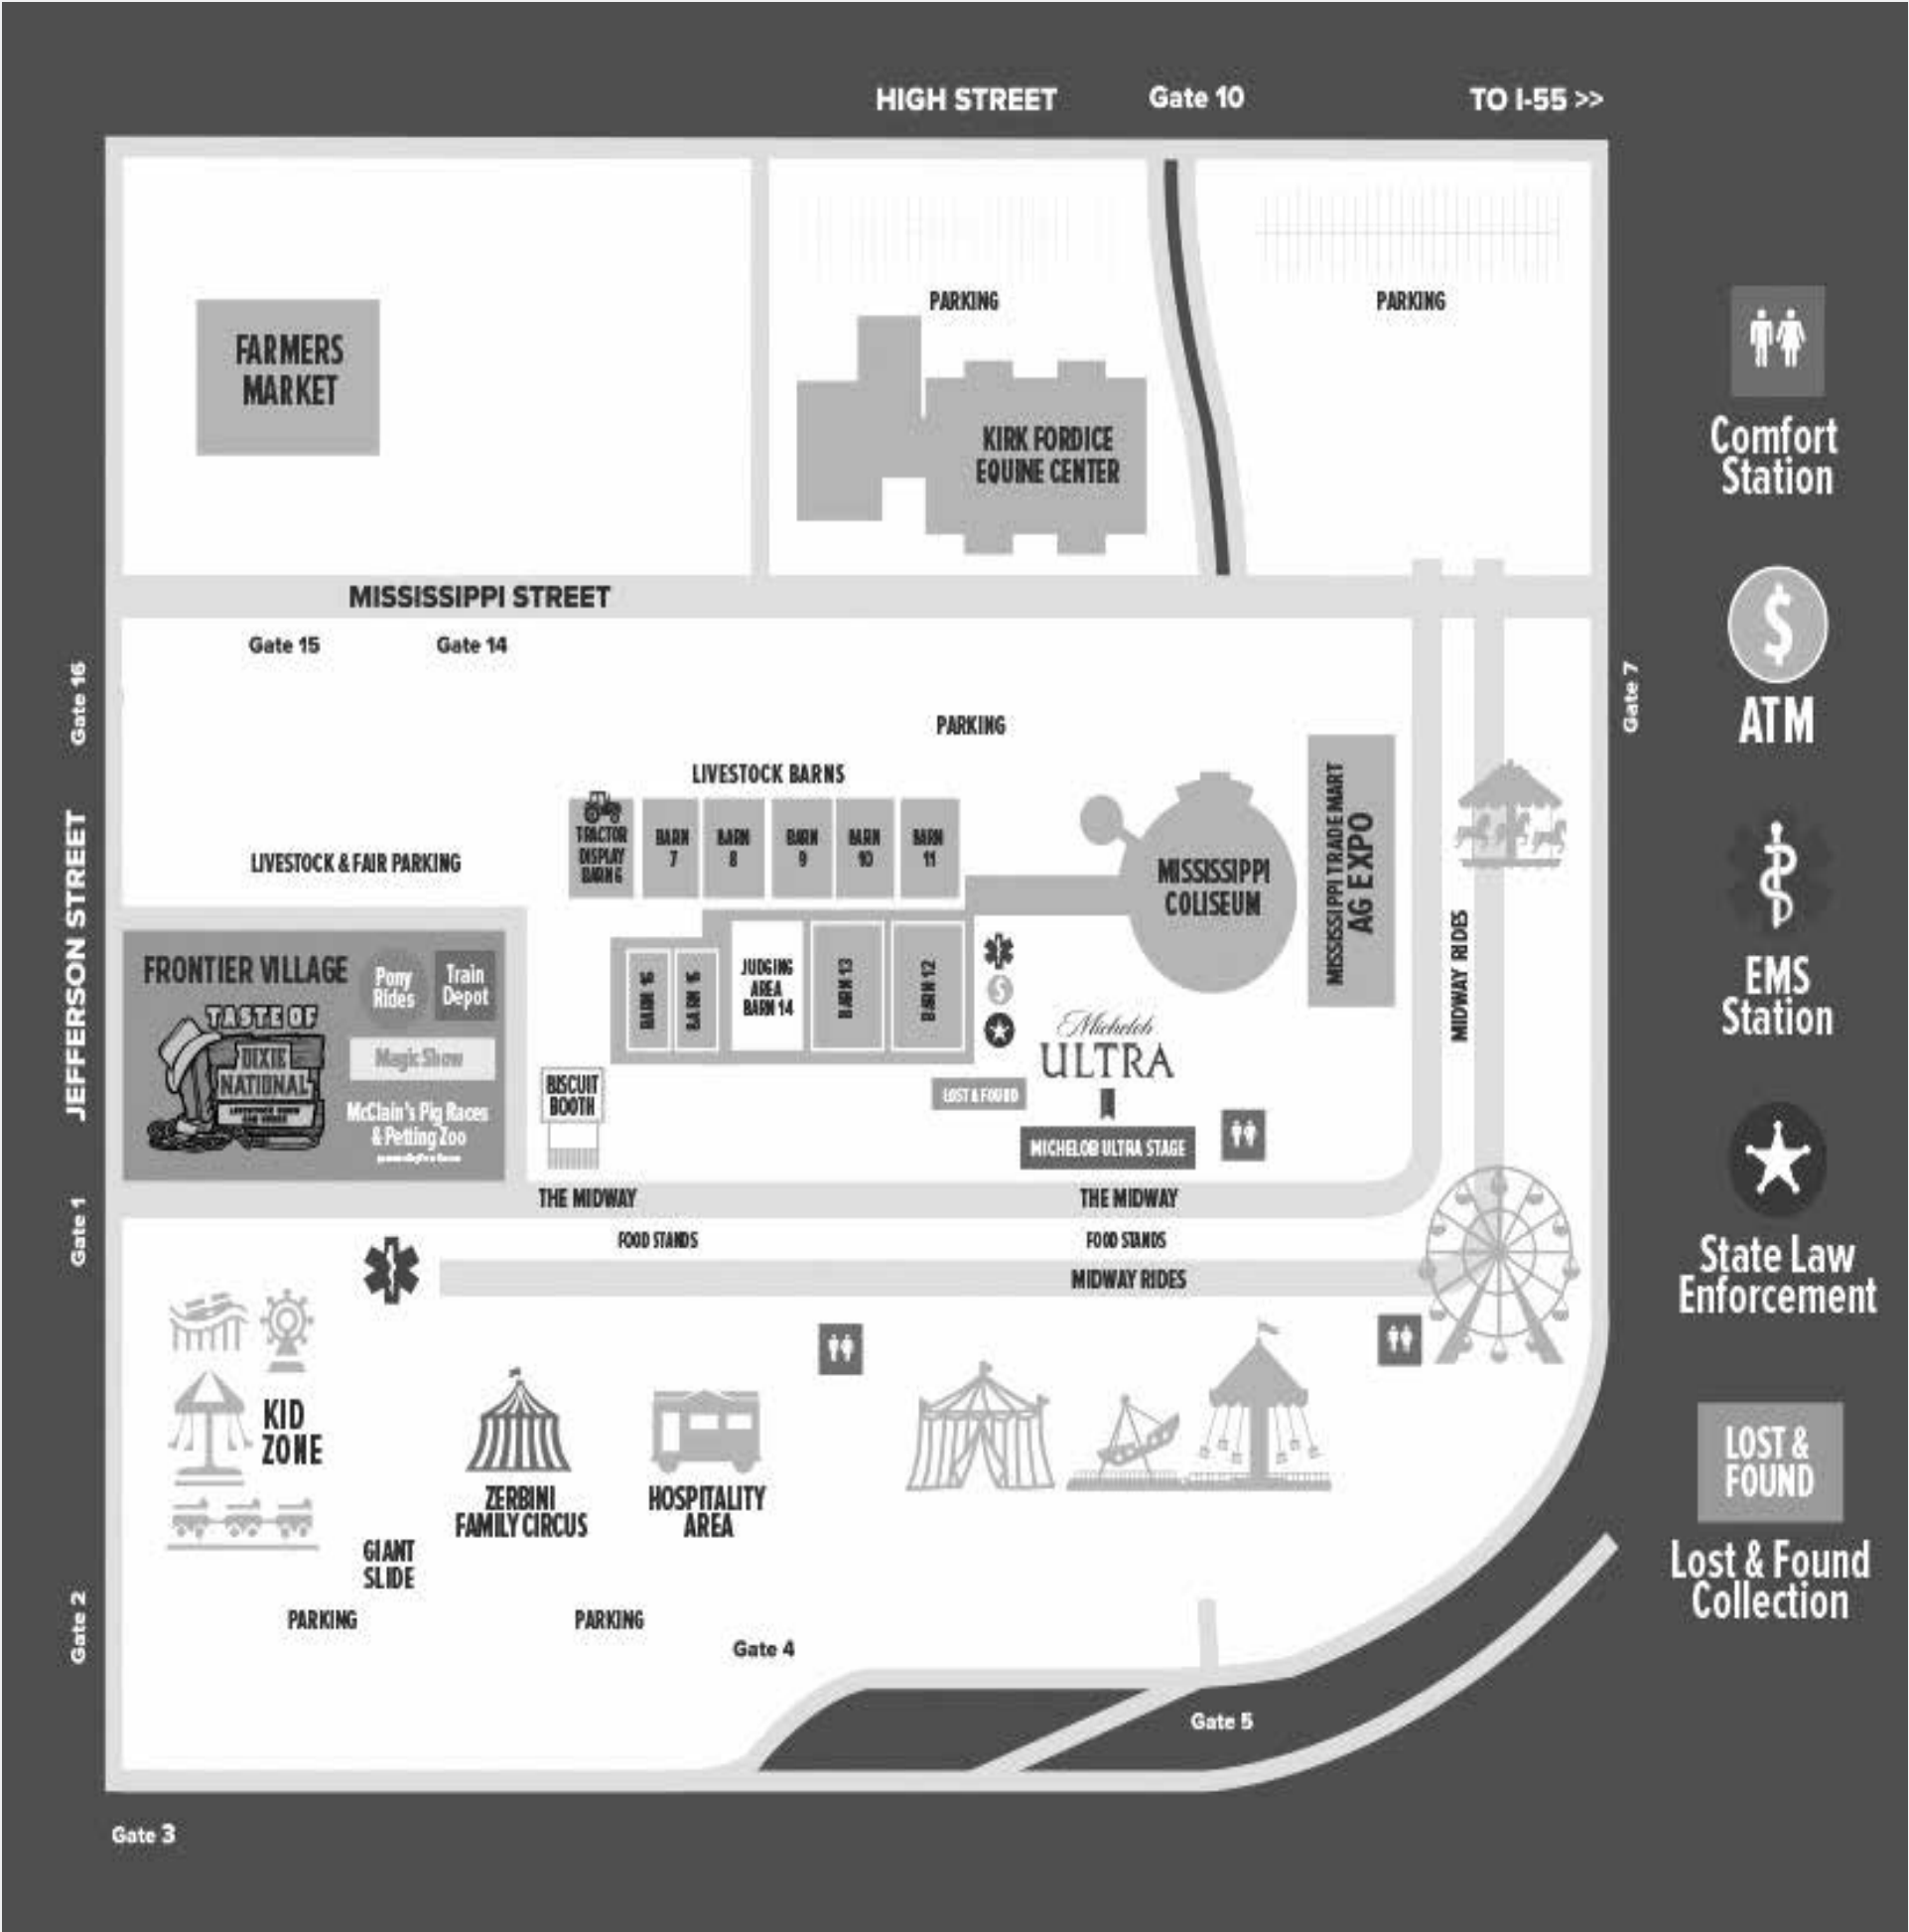 HIGH STREET
Gate 10
TO I-55 >>
PARKING
PARKING
FARMERS
MARKET
KIRK FORDICE
EQUINE CENTER
MISSISSIPPI STREET
Gate 15
Gate 14
Gate 16
Gate 7
PARKING
LIVESTOCK BARNS
TRACTOR
DISPLAY
BARN 6
BARN
7
BARN
8
BARN
9
BARN
10
BARN
11
LIVESTOCK & FAIR PARKING
JEFFERSON STREET
MISSISSIPPI
COLISEUM
MISSISSIPPI TRADE MART
AG EXPO
MIDWAY RIDES
FRONTIER VILLAGE
Pony
Rides
Train
Depot
TASTE OF
DIXIE
NATIONAL
Magic Show
McClain's Pig Races
& Petting Zoo
BARN
BARN
JUDGING
AREA
BARN 14
BARN 13
BARN 12
$
Michelob
ULTRA
BISCUIT
BOOTH
LOST & FOUND
MICHELOB ULTRA STAGE
THE MIDWAY
THE MIDWAY
Gate 1
FOOD STANDS
FOOD STANDS
MIDWAY RIDES
KID
ZONE
ZERBINI
FAMILY CIRCUS
HOSPITALITY
AREA
GIANT
SLIDE
PARKING
PARKING
Gate 2
Gate 4
Gate 5
Gate 3
Comfort
Station
$
ATM
EMS
Station
State Law
Enforcement
LOST &
FOUND
Lost & Found
Collection